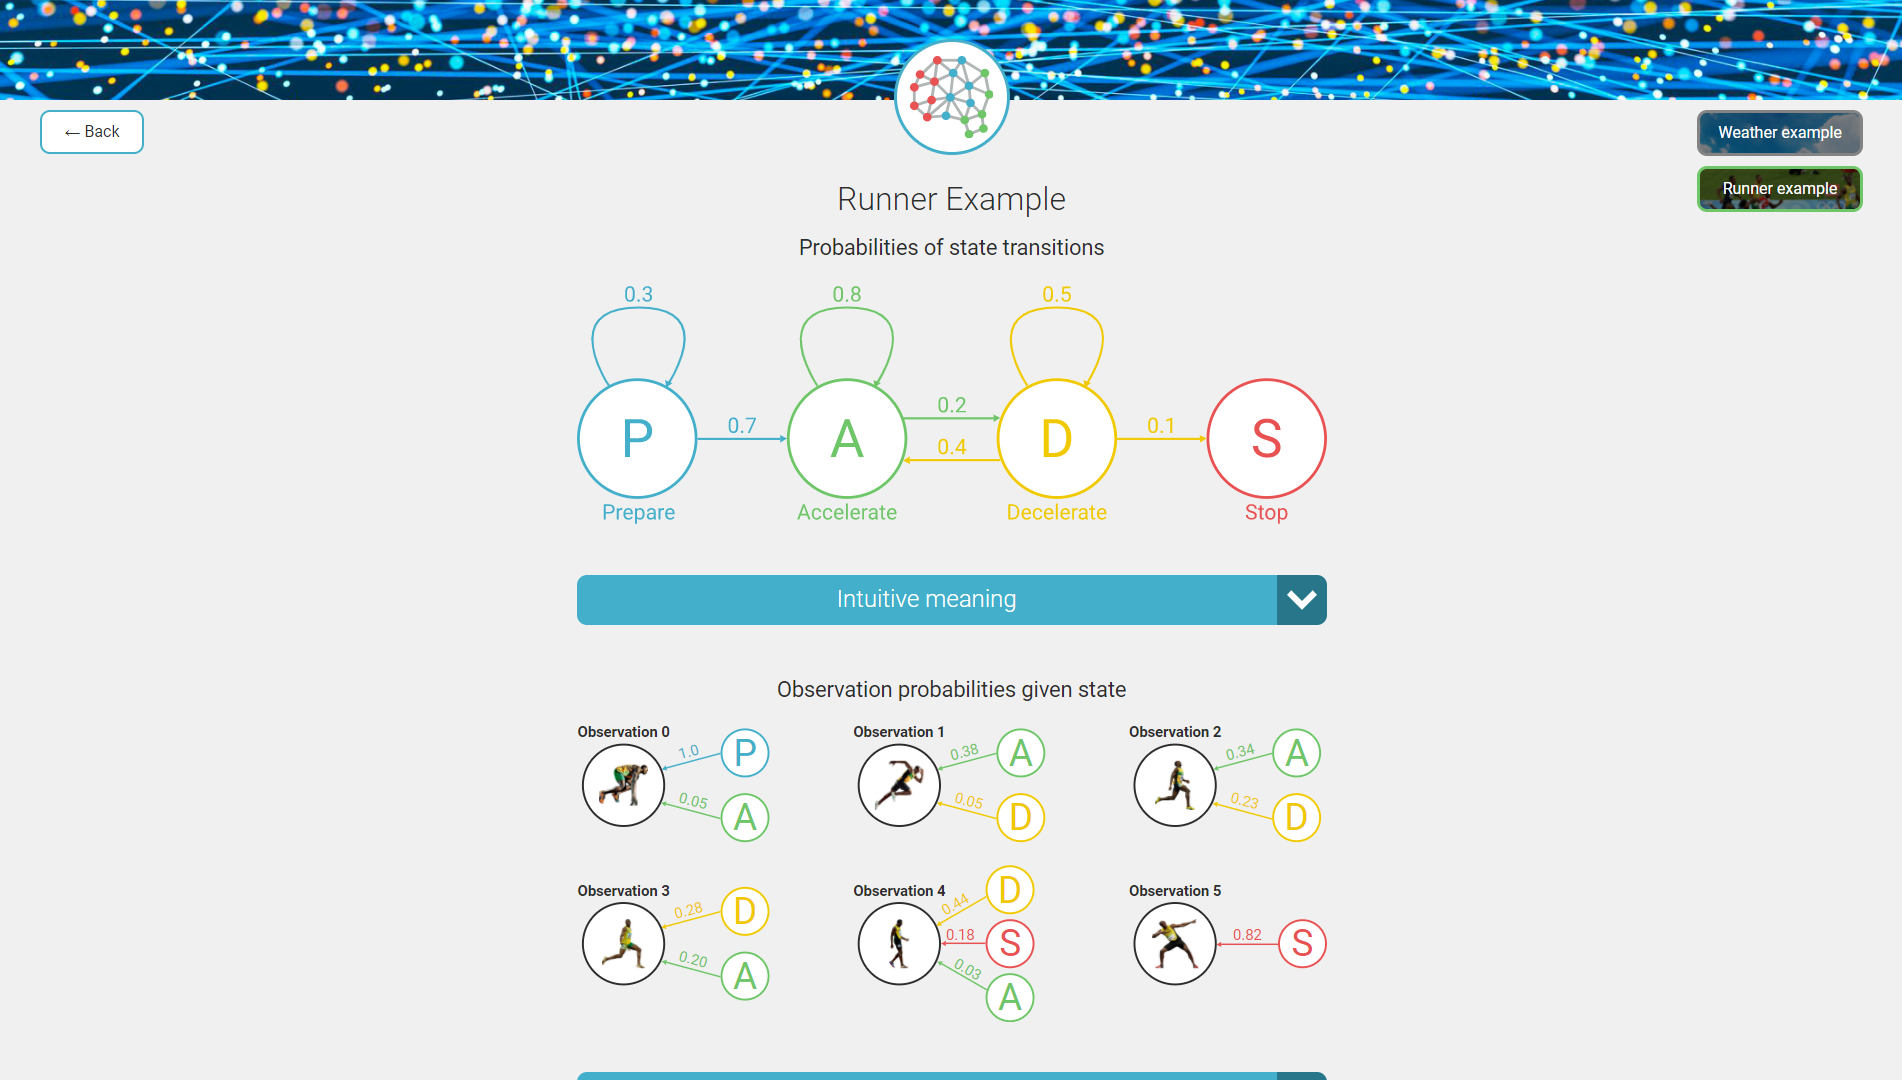 ← Back
Weather example
Runner example
Runner Example
Probabilities of state transitions
0.3
0.8
0.5
P
0.7
A
0.2
0.4
D
0.1
S
Prepare
Accelerate
Decelerate
Stop
Intuitive meaning
Observation probabilities given state
Observation 0
1.0
P
0.05
A
Observation 1
0.38
A
0.05
D
Observation 2
0.34
A
0.23
D
Observation 3
0.28
D
0.20
A
Observation 4
0.44
D
0.18
S
0.03
A
Observation 5
0.82
S